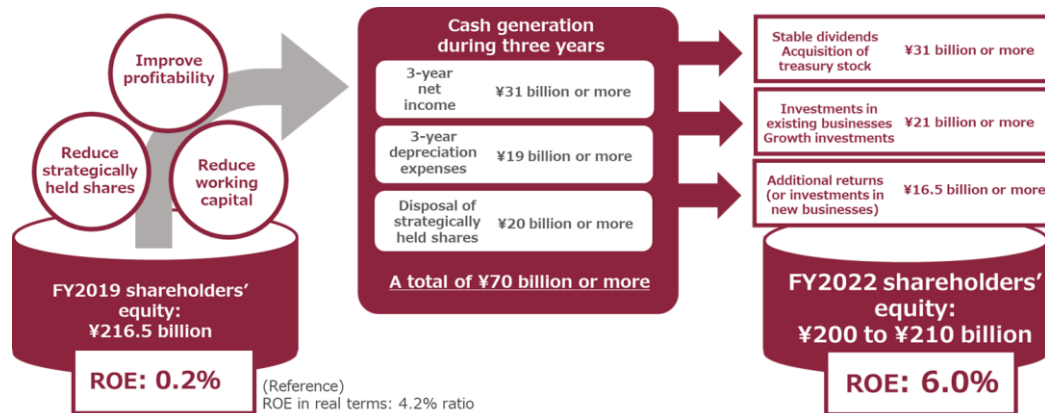 Improve
profitability
Reduce
strategically
held shares
Reduce
working
capital
FY2019 shareholders’
equity:
¥216.5 billion
ROE: 0.2%
(Reference)
ROE in real terms: 4.2% ratio
Cash generation
during three years
3-year
net
income
¥31 billion or more
3-year
depreciation
expenses
¥19 billion or more
Disposal of
strategically
held shares
¥20 billion or more
A total of ¥70 billion or more
Stable dividends
Acquisition of
treasury stock
¥31 billion or more
Investments in
existing businesses
Growth investments
¥21 billion or more
Additional returns
(or investments in
new businesses)
¥16.5 billion or more
FY2022 shareholders’
equity:
¥200 to ¥210 billion
ROE: 6.0%